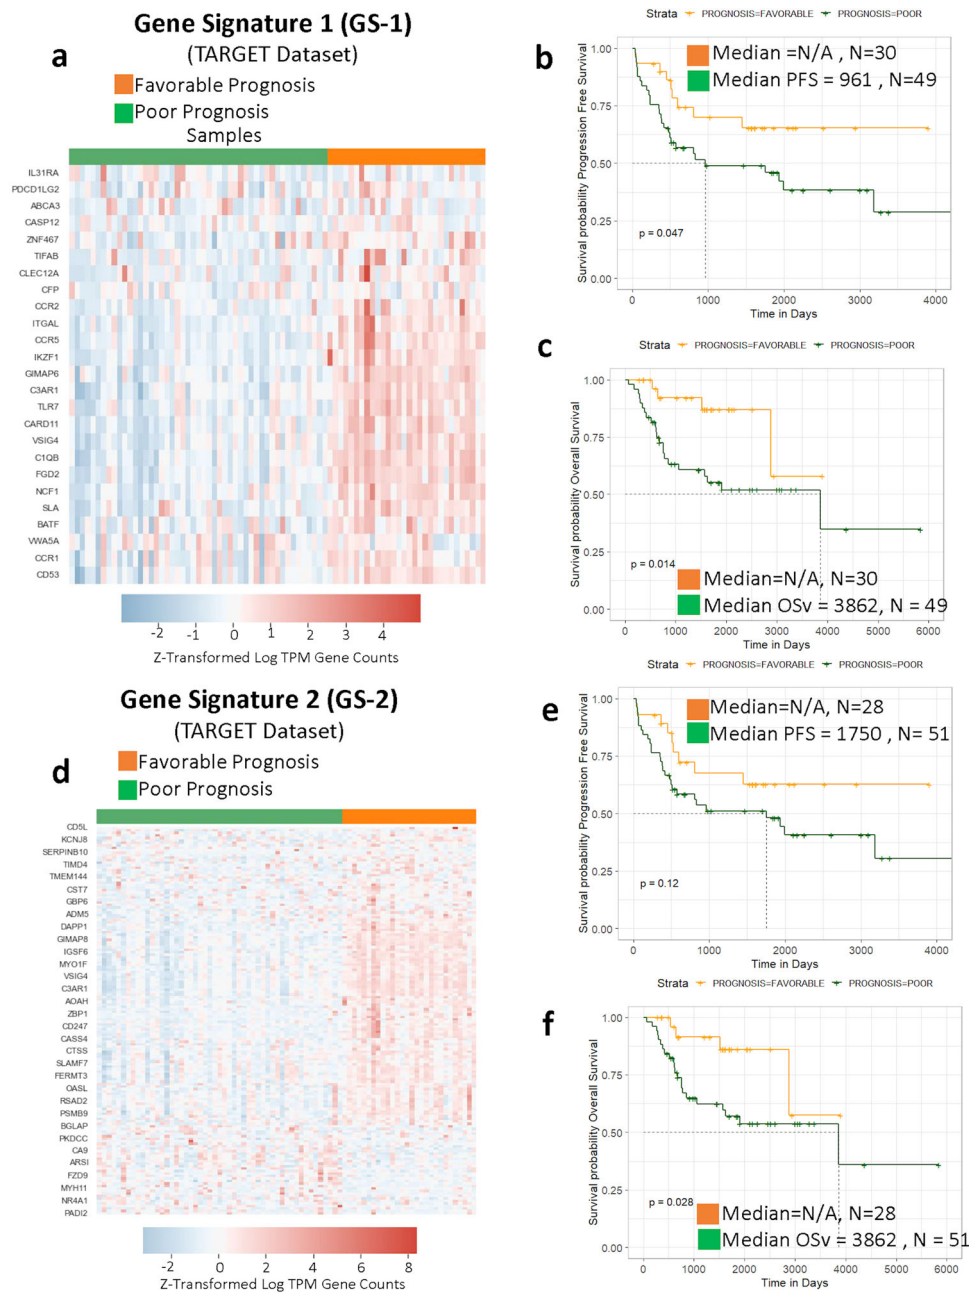 Gene Signature 1 (GS-1)
(TARGET Dataset)
a
Favorable Prognosis
Poor Prognosis
Samples
IL31RA
PDCD1LG2
ABCA3
CASP12
ZNF467
TIFAB
CLEC12A
CFP
CCR2
ITGAL
CCR5
IKZF1
GIMAP6
C3AR1
TLR7
CARD11
VSIG4
C1QB
FGD2
NCF1
SLA
BATF
VWA5A
CCR1
CD53
-2 -1 0 1 2 3 4
Z-Transformed Log TPM Gene Counts
b
Strata PROGNOSIS=FAVORABLE PROGNOSIS=POOR
Median =N/A , N=30
Median PFS = 961 , N=49
Survival probability Progression Free Survival
1.00
0.75
0.50
0.25
0.00
p = 0.047
0 1000 2000 3000 4000
Time in Days
c
Strata PROGNOSIS=FAVORABLE PROGNOSIS=POOR
Survival probability Overall Survival
1.00
0.75
0.50
0.25
0.00
p = 0.014
Median=N/A, N=30
Median OSv = 3862, N = 49
0 1000 2000 3000 4000 5000 6000
Time in Days
Gene Signature 2 (GS-2)
(TARGET Dataset)
d
Favorable Prognosis
Poor Prognosis
CD5L
KCNJ8
SERPINB10
TIMD4
TMEM144
CST7
GBP6
ADM5
DAPP1
GIMAP8
IGSF6
MYO1F
VSIG4
C3AR1
AOAH
ZBP1
CD247
CASS4
CTSS
SLAMF7
FERMT3
OASL
RSAD2
PSMB9
BGLAP
PKDCC
CA9
ARSI
FZD9
MYH11
NR4A1
PADI2
-2 0 2 4 6 8
Z-Transformed Log TPM Gene Counts
e
Strata PROGNOSIS=FAVORABLE PROGNOSIS=POOR
Median=N/A, N=28
Median PFS = 1750 , N= 51
Survival probability Progression Free Survival
1.00
0.75
0.50
0.25
0.00
p = 0.12
0 1000 2000 3000 4000
Time in Days
f
Strata PROGNOSIS=FAVORABLE PROGNOSIS=POOR
Survival probability Overall Survival
1.00
0.75
0.50
0.25
0.00
p = 0.028
Median=N/A, N=28
Median OSv = 3862 , N = 51
0 1000 2000 3000 4000 5000 6000
Time in Days